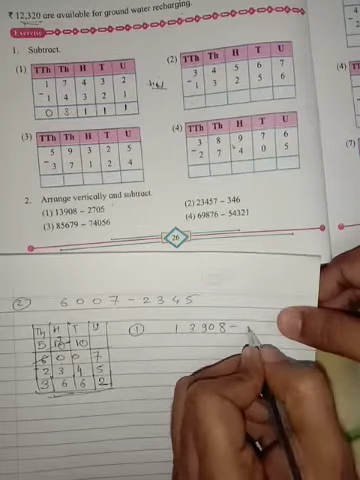 ₹ 12,320 are available for ground water recharging.
Exercise
1. Subtract.
(1)
TTh Th H T U
1 7 4 3 2
− 1 4 3 2 1
0 3 1 1 1
(2)
TTh Th H T U
3 4 5 6 7
− 1 3 2 5 6
(3)
TTh Th H T U
5 9 3 2 5
− 3 7 1 2 4
(4)
TTh Th H T U
3 8 9 7 6
− 2 7 4 0 5
2. Arrange vertically and subtract.
(1) 13908 − 2705
(2) 23457 − 346
(3) 85679 − 74056
(4) 69876 − 54321
26
② 6007 − 2345
Th H T U
5 10 10
6 0 0 7
2 3 4 5
3 6 6 2
① 13908 −
(4)
(4)
(7)